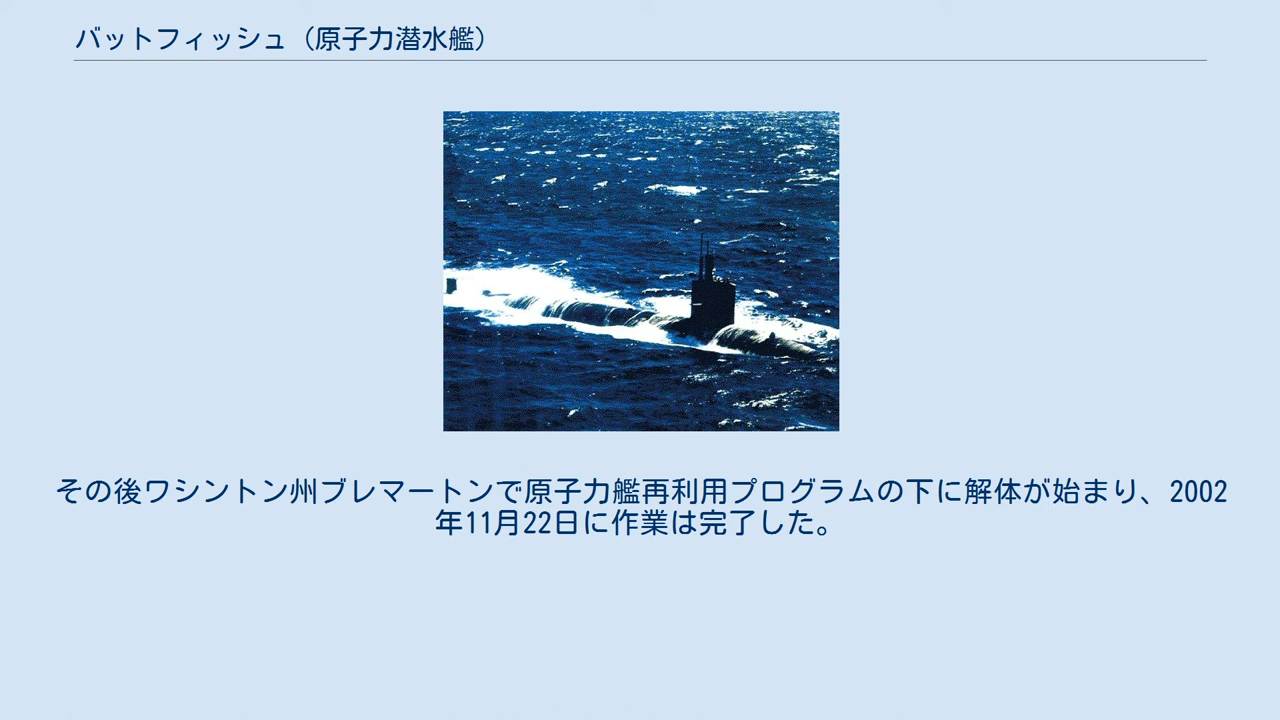 バットフィッシュ（原子力潜水艦）
その後ワシントン州ブレマートンで原子力艦再利用プログラムの下に解体が始まり、2002
年11月22日に作業は完了した。